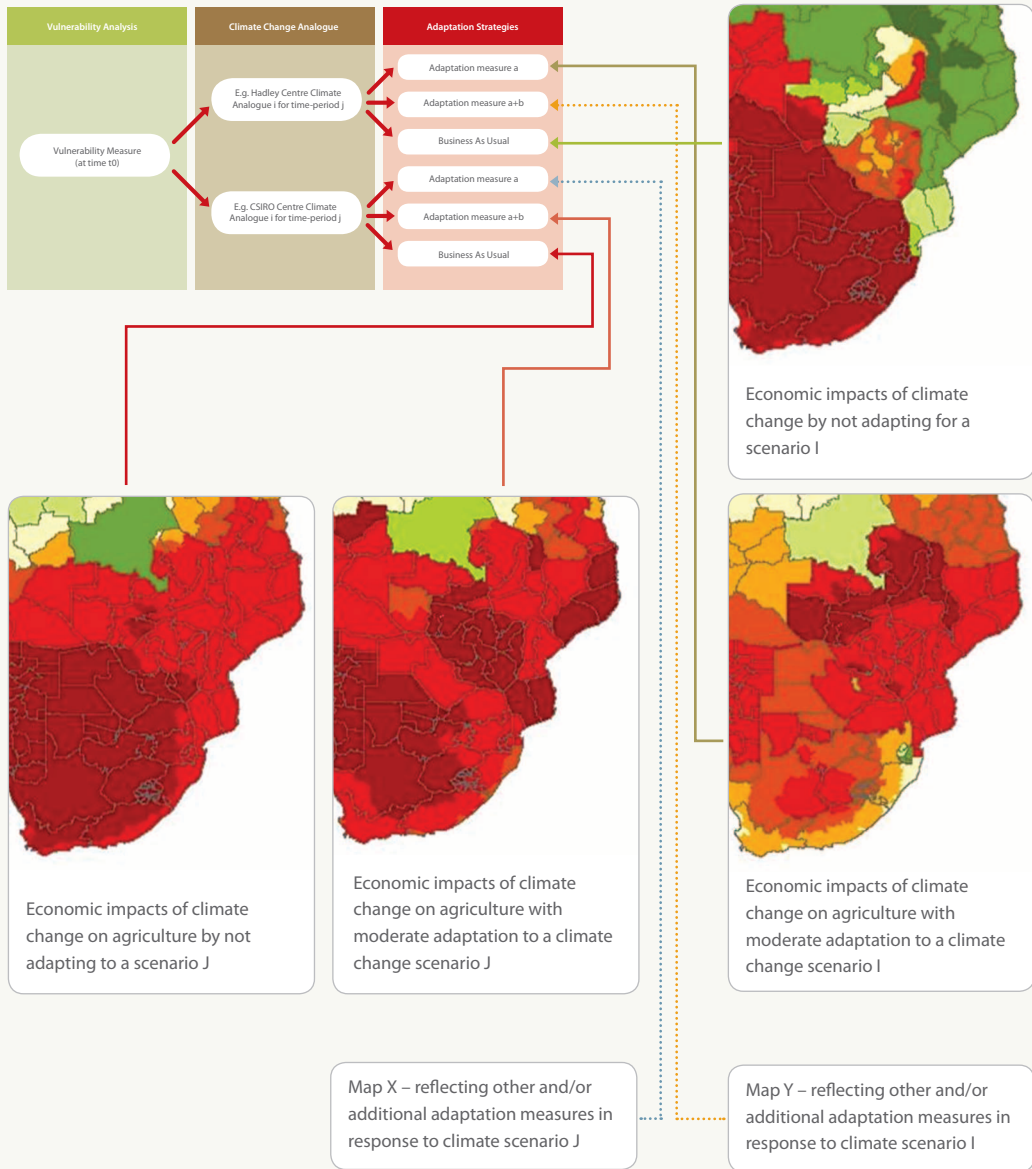 Vulnerability Analysis
Climate Change Analogue
Adaptation Strategies
Vulnerability Measure
(at time t0)
E.g. Hadley Centre Climate
Analogue i for time-period j
E.g. CSIRO Centre Climate
Analogue i for time-period j
Adaptation measure a
Adaptation measure a+b
Business As Usual
Adaptation measure a
Adaptation measure a+b
Business As Usual
Economic impacts of climate
change by not adapting for a
scenario I
Economic impacts of climate
change on agriculture by not
adapting to a scenario J
Economic impacts of climate
change on agriculture with
moderate adaptation to a climate
change scenario J
Economic impacts of climate
change on agriculture with
moderate adaptation to a climate
change scenario I
Map X – reflecting other and/or
additional adaptation measures in
response to climate scenario J
Map Y – reflecting other and/or
additional adaptation measures in
response to climate scenario I